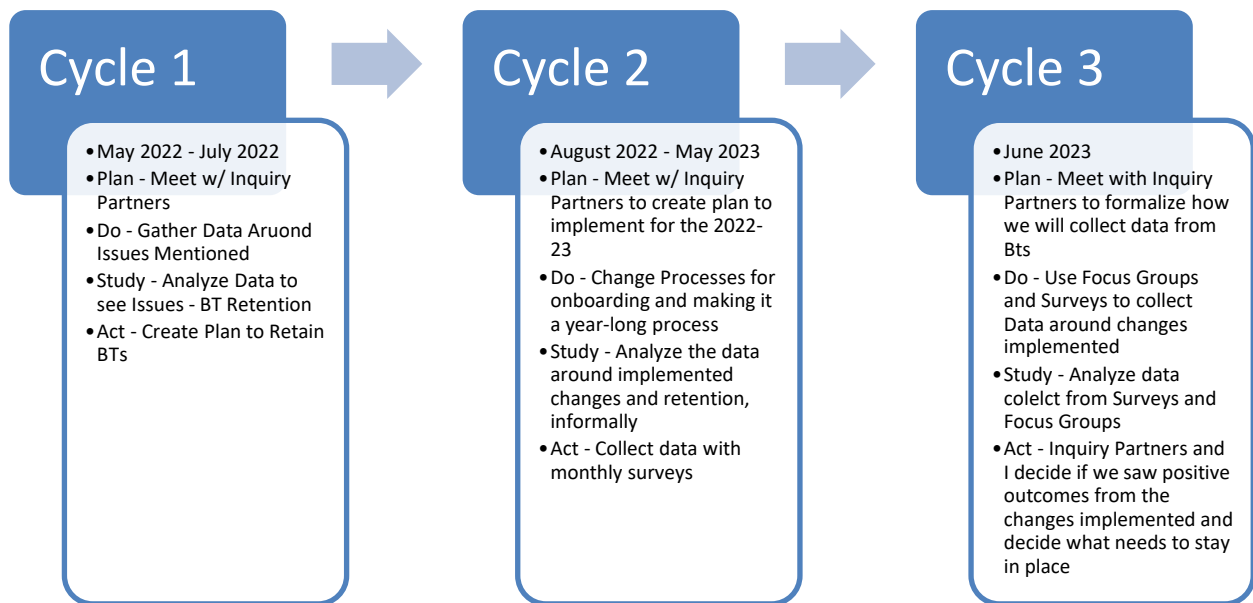 Cycle 1
•May 2022 - July 2022
•Plan - Meet w/ Inquiry
Partners
•Do - Gather Data Aruond
Issues Mentioned
•Study - Analyze Data to
see Issues - BT Retention
•Act - Create Plan to Retain
BTs
Cycle 2
•August 2022 - May 2023
•Plan - Meet w/ Inquiry
Partners to create plan to
implement for the 2022-
23
•Do - Change Processes for
onboarding and making it
a year-long process
•Study - Analyze the data
around implemented
changes and retention,
informally
•Act - Collect data with
monthly surveys
Cycle 3
•June 2023
•Plan - Meet with Inquiry
Partners to formalize how
we will collect data from
Bts
•Do - Use Focus Groups
and Surveys to collect
Data around changes
implemented
•Study - Analyze data
colelct from Surveys and
Focus Groups
•Act - Inquiry Partners and
I decide if we saw positive
outcomes from the
changes implemented and
decide what needs to stay
in place